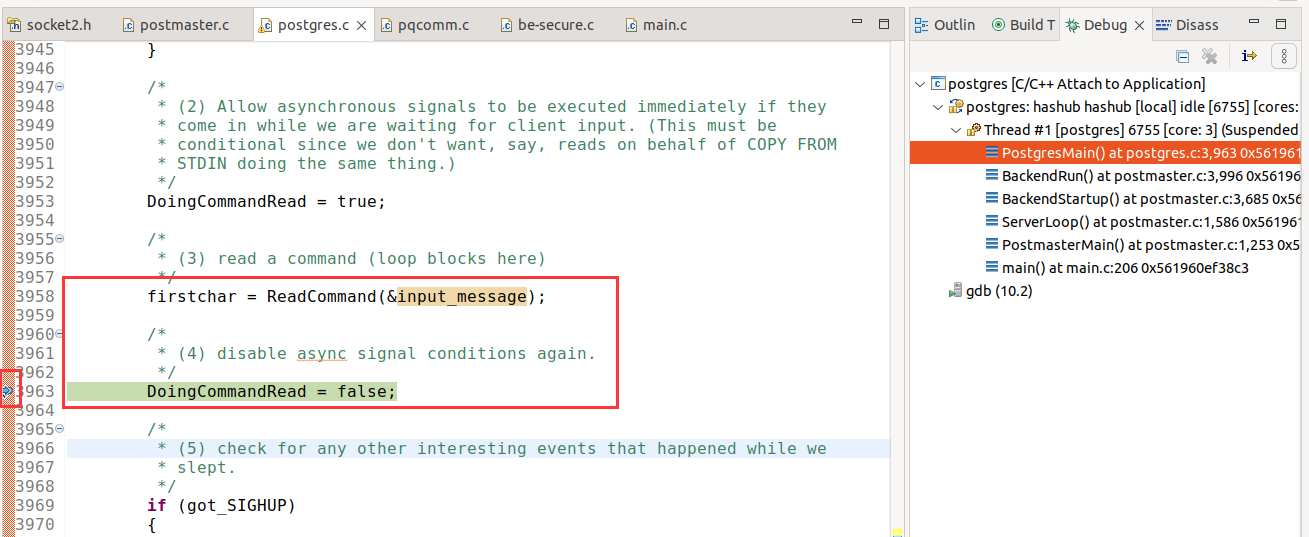 socket2.h postmaster.c postgres.c pqcomm.c be-secure.c main.c
3945 }
3946
3947 /*
3948 * (2) Allow asynchronous signals to be executed immediately if they
3949 * come in while we are waiting for client input. (This must be
3950 * conditional since we don't want, say, reads on behalf of COPY FROM
3951 * STDIN doing the same thing.)
3952 */
3953 DoingCommandRead = true;
3954
3955 /*
3956 * (3) read a command (loop blocks here)
3957 */
3958 firstchar = ReadCommand(&input_message);
3959
3960 /*
3961 * (4) disable async signal conditions again.
3962 */
3963 DoingCommandRead = false;
3964
3965 /*
3966 * (5) check for any other interesting events that happened while we
3967 * slept.
3968 */
3969 if (got_SIGHUP)
3970 {
Outlin Build T Debug Disass
postgres [C/C++ Attach to Application]
postgres: hashub hashub [local] idle [6755] [cores:
Thread #1 [postgres] 6755 [core: 3] (Suspended
PostgresMain() at postgres.c:3,963 0x561961
BackendRun() at postmaster.c:3,996 0x56196
BackendStartup() at postmaster.c:3,685 0x56
ServerLoop() at postmaster.c:1,586 0x561961
PostmasterMain() at postmaster.c:1,253 0x5
main() at main.c:206 0x561960ef38c3
gdb (10.2)